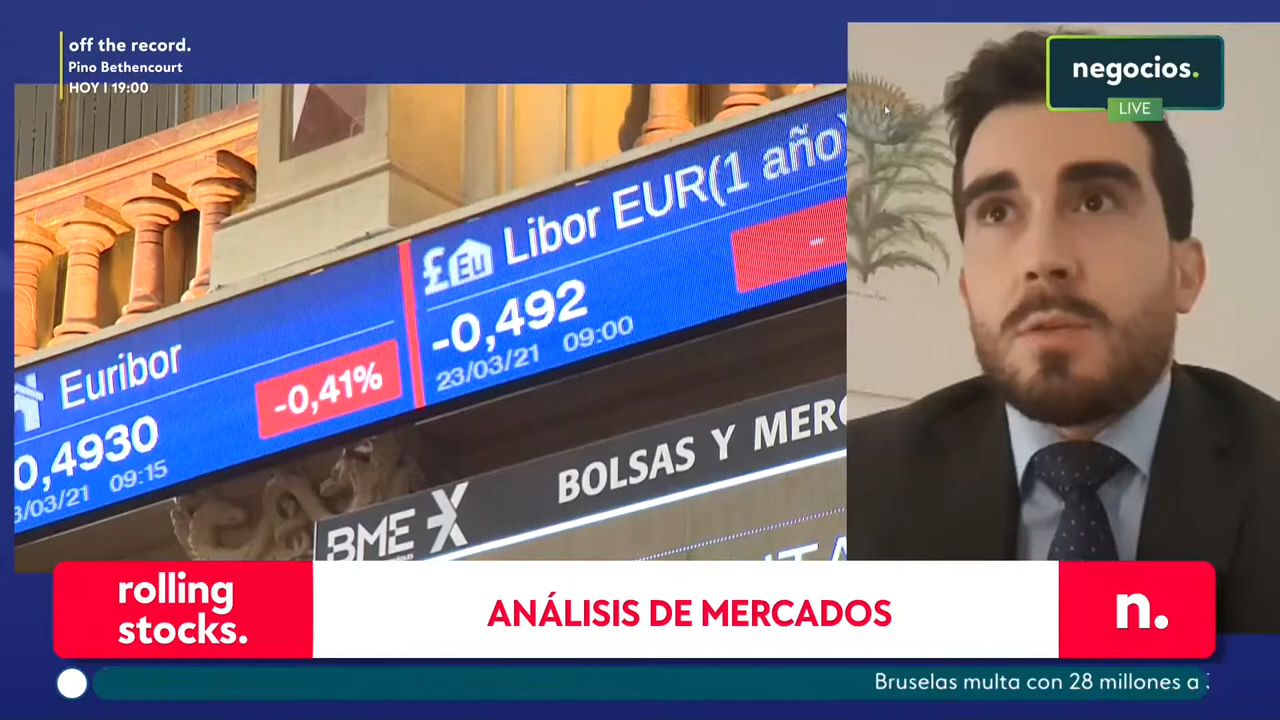 off the record.
Pino Bethencourt
HOY | 19:00
negocios.
LIVE
Libor EUR(1 año)
-0,492
23/03/21 09:00
Euribor
-0,41%
0,4930
3/03/21 09:15
BOLSAS Y MERC
BME X
rolling
stocks.
ANÁLISIS DE MERCADOS
n.
Bruselas multa con 28 millones a